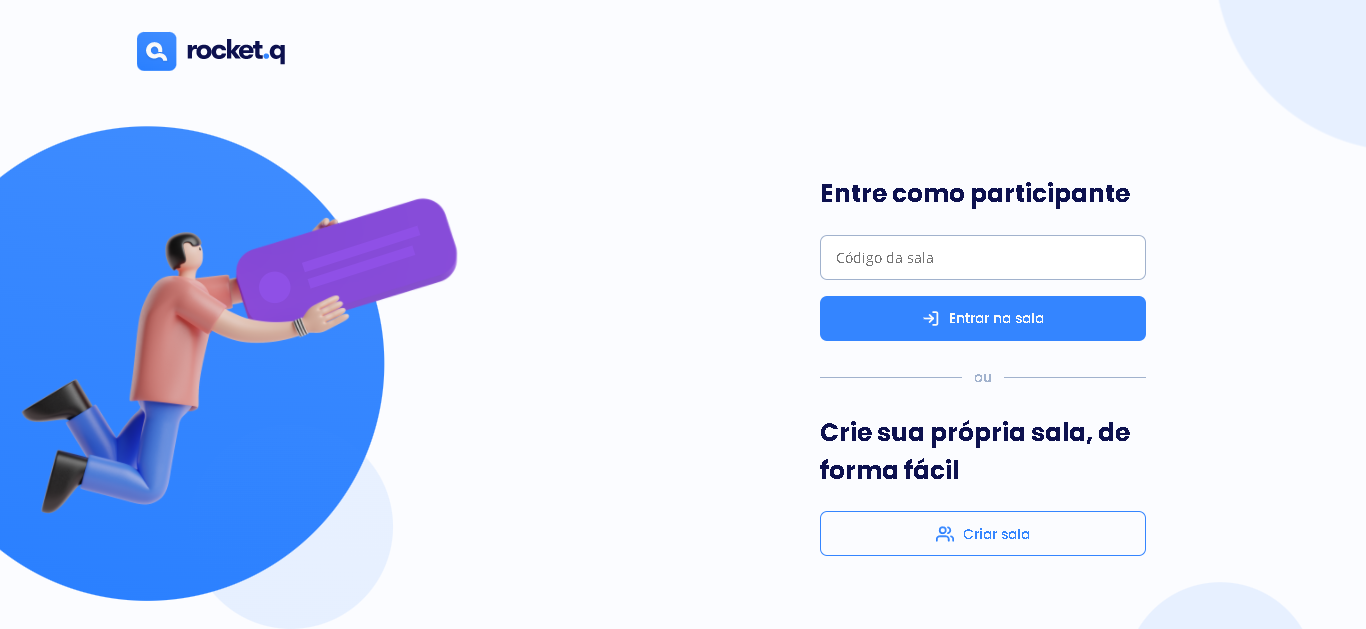 rocket.q
Entre como participante
Código da sala
Entrar na sala
ou
Crie sua própria sala, de
forma fácil
Criar sala